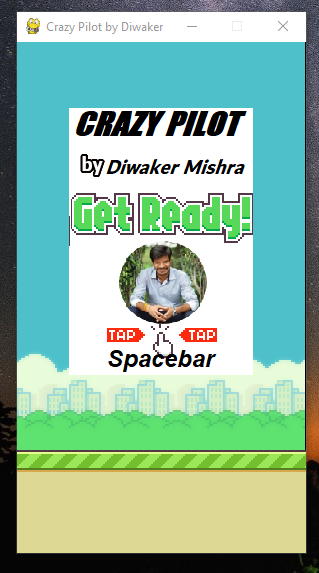 Crazy Pilot by Diwaker
CRAZY PILOT
by Diwaker Mishra
Get Ready!
TAP TAP
Spacebar